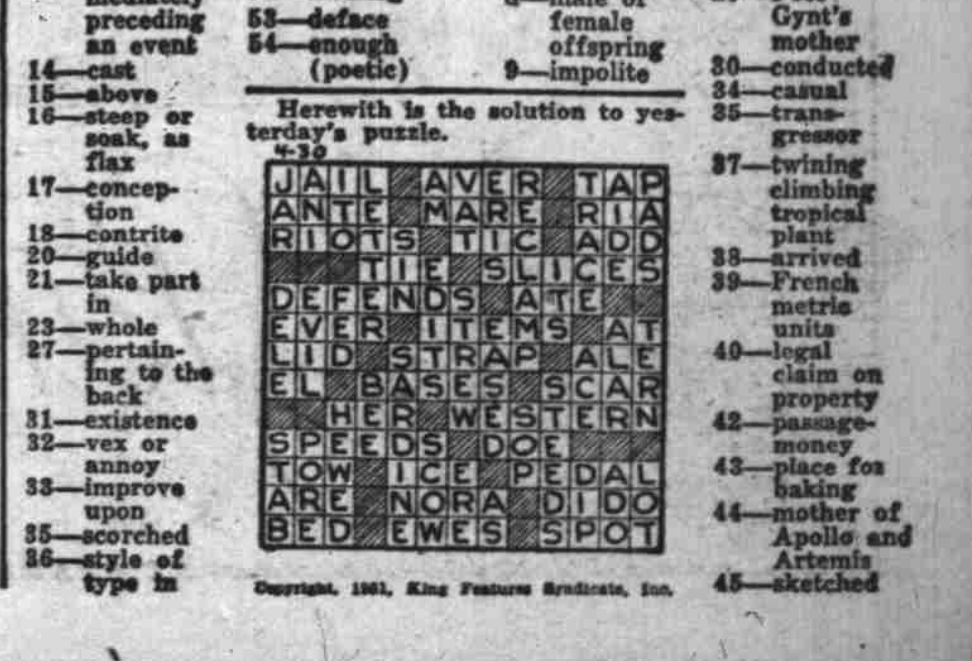 preceding
an event
14—cast
15—above
16—steep or
soak, as
flax
17—concep-
tion
18—contrite
20—guide
21—take part
in
23—whole
27—pertain-
ing to the
back
31—existence
32—vex or
annoy
33—improve
upon
35—scorched
36—style of
type in
53—deface
54—enough
(poetic)
female
offspring
9—impolite
Herewith is the solution to yes-
terday's puzzle.
4-30
JAIL AVER TAP
ANTE MARE RIA
RIOTS TIC ADD
TIE SLICES
DEFENDS ATE
EVER ITEMS AT
LID STRAP ALE
EL BASES SCAR
HER WESTERN
SPEEDS DOE
TOW ICE PEDAL
ARE NORA DIDO
BED EWES SPOT
Copyright, 1951, King Features Syndicate, Inc.
Gynt's
mother
30—conducted
34—casual
35—trans-
gressor
37—twining
climbing
tropical
plant
38—arrived
39—French
metric
units
40—legal
claim on
property
42—passage-
money
43—place for
baking
44—mother of
Apollo and
Artemis
45—sketched